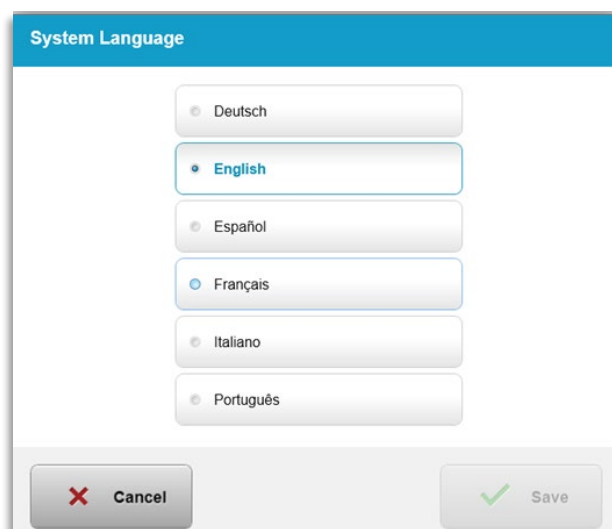 System Language
Deutsch
English
Español
Français
Italiano
Português
Cancel
Save